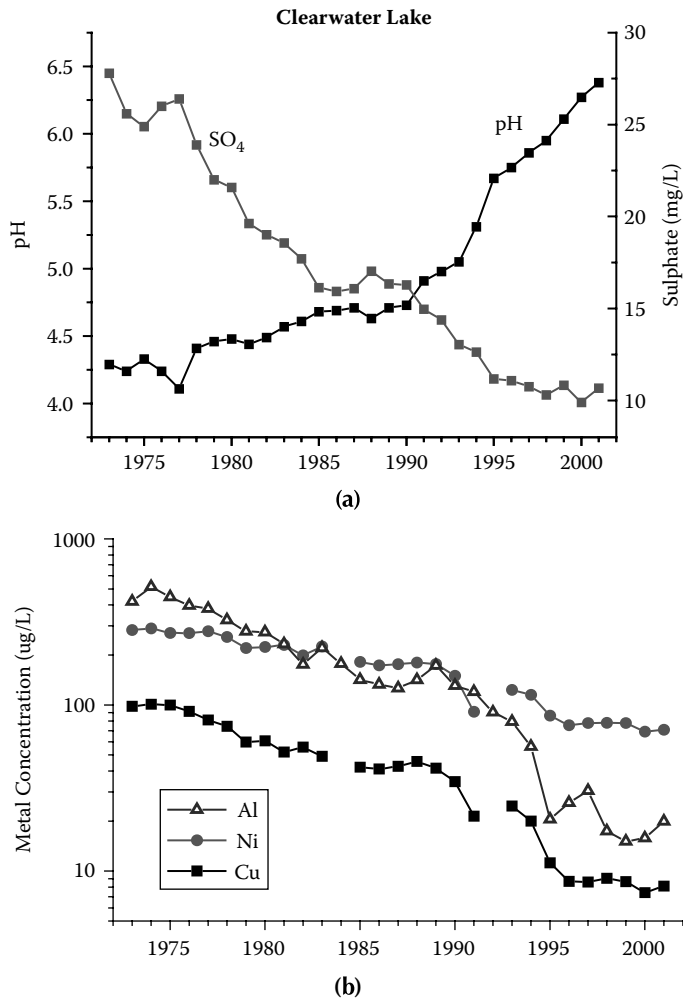 Clearwater Lake
30
6.5
25
6.0
pH
SO4
5.5
20
pH
Sulphate (mg/L)
5.0
15
4.5
10
4.0
1975 1980 1985 1990 1995 2000
(a)
1000
Metal Concentration (ug/L)
100
Al
Ni
Cu
10
1975 1980 1985 1990 1995 2000
(b)